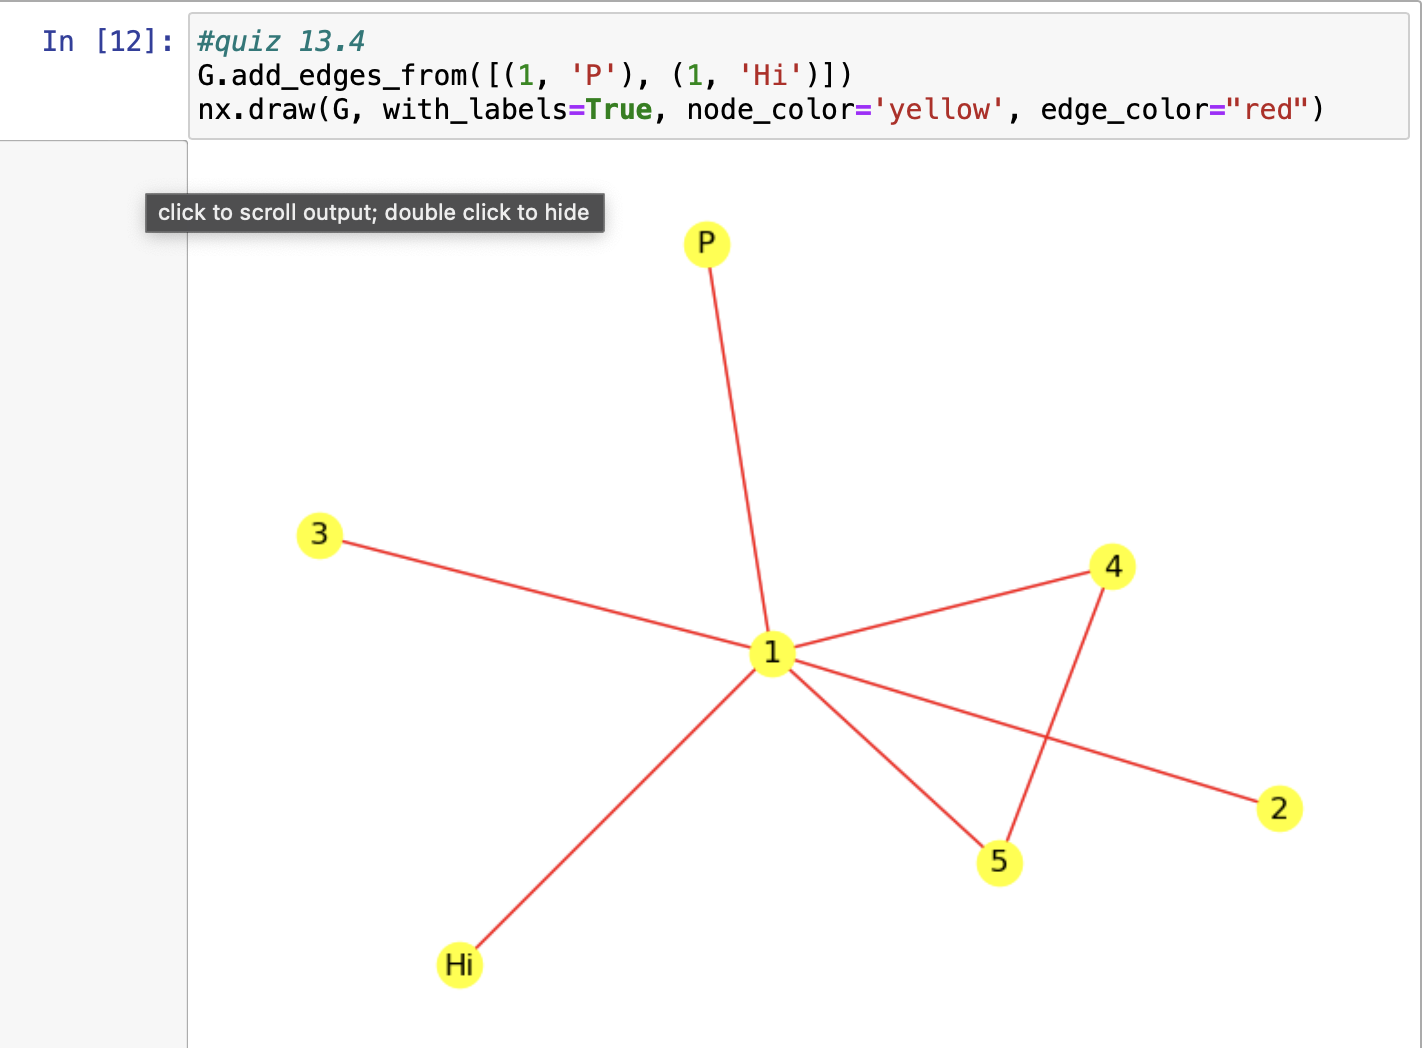 In [12]:
#quiz 13.4
G.add_edges_from([(1, 'P'), (1, 'Hi')])
nx.draw(G, with_labels=True, node_color='yellow', edge_color="red")
click to scroll output; double click to hide
P
3
4
1
2
5
Hi